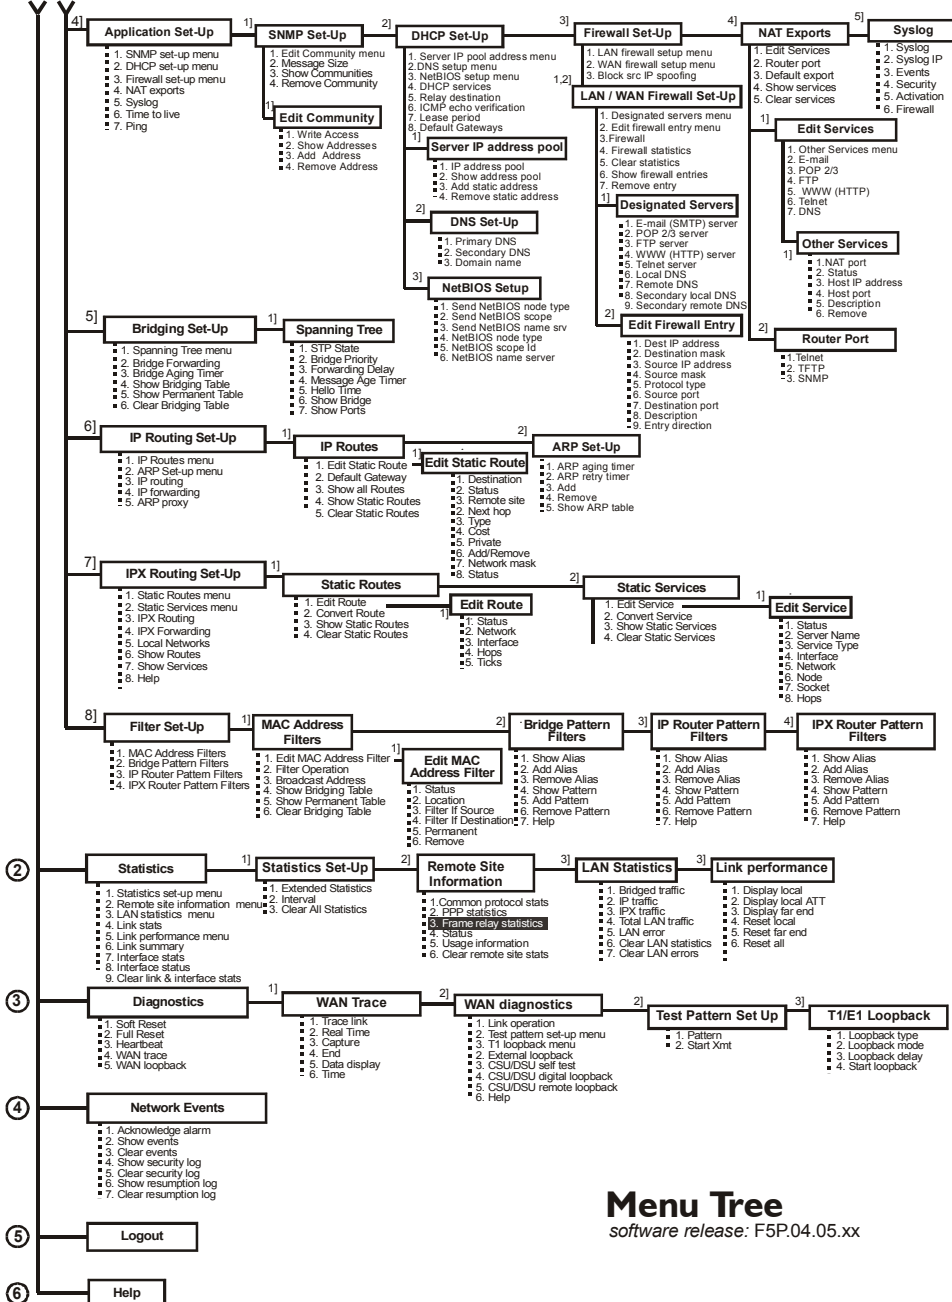 4]
Application Set-Up
1. SNMP set-up menu
2. DHCP set-up menu
3. Firewall set-up menu
4. NAT exports
5. Syslog
6. Time to live
7. Ping
1]
SNMP Set-Up
1. Edit Community menu
2. Message Size
3. Show Communities
4. Remove Community
1]
Edit Community
1. Write Access
2. Show Addresses
3. Add Address
4. Remove Address
2]
DHCP Set-Up
1. Server IP pool address menu
2.DNS setup menu
3. NetBIOS setup menu
4. DHCP services
5. Relay destination
6. ICMP echo verification
7. Lease period
8. Default Gateways
1]
Server IP address pool
1. IP address pool
2. Show address pool
3. Add static address
4. Remove static address
2]
DNS Set-Up
1. Primary DNS
2. Secondary DNS
3. Domain name
3]
NetBIOS Setup
1. Send NetBIOS node type
2. Send NetBIOS scope
3. Send NetBIOS name srv
4. NetBIOS node type
5. NetBIOS scope Id
6. NetBIOS name server
3]
Firewall Set-Up
1. LAN firewall setup menu
2. WAN firewall setup menu
3. Block src IP spoofing
1,2]
LAN / WAN Firewall Set-Up
1. Designated servers menu
2. Edit firewall entry menu
3.Firewall
4. Firewall statistics
5. Clear statistics
6. Show firewall entries
7. Remove entry
1]
Designated Servers
1. E-mail (SMTP) server
2. POP 2/3 server
3. FTP server
4. WWW (HTTP) server
5. Telnet server
6. Local DNS
7. Remote DNS
8. Secondary local DNS
9. Secondary remote DNS
2]
Edit Firewall Entry
1. Dest IP address
2. Destination mask
3. Source IP address
4. Source mask
5. Protocol type
6. Source port
7. Destination port
8. Description
9. Entry direction
4]
NAT Exports
1. Edit Services
2. Router port
3. Default export
4. Show services
5. Clear services
1]
Edit Services
1. Other Services menu
2. E-mail
3. POP 2/3
4. FTP
5. WWW (HTTP)
6. Telnet
7. DNS
1]
Other Services
1.NAT port
2. Status
3. Host IP address
4. Host port
5. Description
6. Remove
2]
Router Port
1.Telnet
2. TFTP
3. SNMP
5]
Syslog
1. Syslog
2. Syslog IP
3. Events
4. Security
5. Activation
6. Firewall
5]
Bridging Set-Up
1. Spanning Tree menu
2. Bridge Forwarding
3. Bridge Aging Timer
4. Show Bridging Table
5. Show Permanent Table
6. Clear Bridging Table
1]
Spanning Tree
1. STP State
2. Bridge Priority
3. Forwarding Delay
4. Message Age Timer
5. Hello Time
6. Show Bridge
7. Show Ports
6]
IP Routing Set-Up
1. IP Routes menu
2. ARP Set-up menu
3. IP routing
4. IP forwarding
5. ARP proxy
1]
IP Routes
1. Edit Static Route
2. Default Gateway
3. Show all Routes
4. Show Static Routes
5. Clear Static Routes
1]
Edit Static Route
1. Destination
2. Status
3. Remote site
2. Next hop
3. Type
4. Cost
5. Private
6. Add/Remove
7. Network mask
8. Status
2]
ARP Set-Up
1. ARP aging timer
2. ARP retry timer
3. Add
4. Remove
5. Show ARP table
7]
IPX Routing Set-Up
1. Static Routes menu
2. Static Services menu
3. IPX Routing
4. IPX Forwarding
5. Local Networks
6. Show Routes
7. Show Services
8. Help
1]
Static Routes
1. Edit Route
2. Convert Route
3. Show Static Routes
4. Clear Static Routes
1]
Edit Route
1. Status
2. Network
3. Interface
4. Hops
5. Ticks
2]
Static Services
1. Edit Service
2. Convert Service
3. Show Static Services
4. Clear Static Services
1]
Edit Service
1. Status
2. Server Name
3. Service Type
4. Interface
5. Network
6. Node
7. Socket
8. Hops
8]
Filter Set-Up
1. MAC Address Filters
2. Bridge Pattern Filters
3. IP Router Pattern Filters
4. IPX Router Pattern Filters
1]
MAC Address
Filters
1. Edit MAC Address Filter
2. Filter Operation
3. Broadcast Address
4. Show Bridging Table
5. Show Permanent Table
6. Clear Bridging Table
1]
Edit MAC
Address Filter
1. Status
2. Location
3. Filter If Source
4. Filter If Destination
5. Permanent
6. Remove
2]
Bridge Pattern
Filters
1. Show Alias
2. Add Alias
3. Remove Alias
4. Show Pattern
5. Add Pattern
6. Remove Pattern
7. Help
3]
IP Router Pattern
Filters
1. Show Alias
2. Add Alias
3. Remove Alias
4. Show Pattern
5. Add Pattern
6. Remove Pattern
7. Help
4]
IPX Router Pattern
Filters
1. Show Alias
2. Add Alias
3. Remove Alias
4. Show Pattern
5. Add Pattern
6. Remove Pattern
7. Help
2
Statistics
1. Statistics set-up menu
2. Remote site information menu
3. LAN statistics menu
4. Link stats
5. Link performance menu
6. Link summary
7. Interface stats
8. Interface status
9. Clear link & interface stats
1]
Statistics Set-Up
1. Extended Statistics
2. Interval
3. Clear All Statistics
2]
Remote Site
Information
1.Common protocol stats
2. PPP statistics
3. Frame relay statistics
4. Status
5. Usage information
6. Clear remote site stats
3]
LAN Statistics
1. Bridged traffic
2. IP traffic
3. IPX traffic
4. Total LAN traffic
5. LAN error
6. Clear LAN statistics
7. Clear LAN errors
3]
Link performance
1. Display local
2. Display local ATT
3. Display far end
4. Reset local
5. Reset far end
6. Reset all
3
Diagnostics
1. Soft Reset
2. Full Reset
3. Heartbeat
4. WAN trace
5. WAN loopback
1]
WAN Trace
1. Trace link
2. Real Time
3. Capture
4. End
5. Data display
6. Time
2]
WAN diagnostics
1. Link operation
2. Test pattern set-up menu
3. T1 loopback menu
2. External loopback
3. CSU/DSU self test
4. CSU/DSU digital loopback
5. CSU/DSU remote loopback
6. Help
2]
Test Pattern Set Up
1. Pattern
2. Start Xmt
3]
T1/E1 Loopback
1. Loopback type
2. Loopback mode
3. Loopback delay
4. Start loopback
4
Network Events
1. Acknowledge alarm
2. Show events
3. Clear events
4. Show security log
5. Clear security log
6. Show resumption log
7. Clear resumption log
5
Logout
6
Help
Menu Tree
software release: F5P.04.05.xx